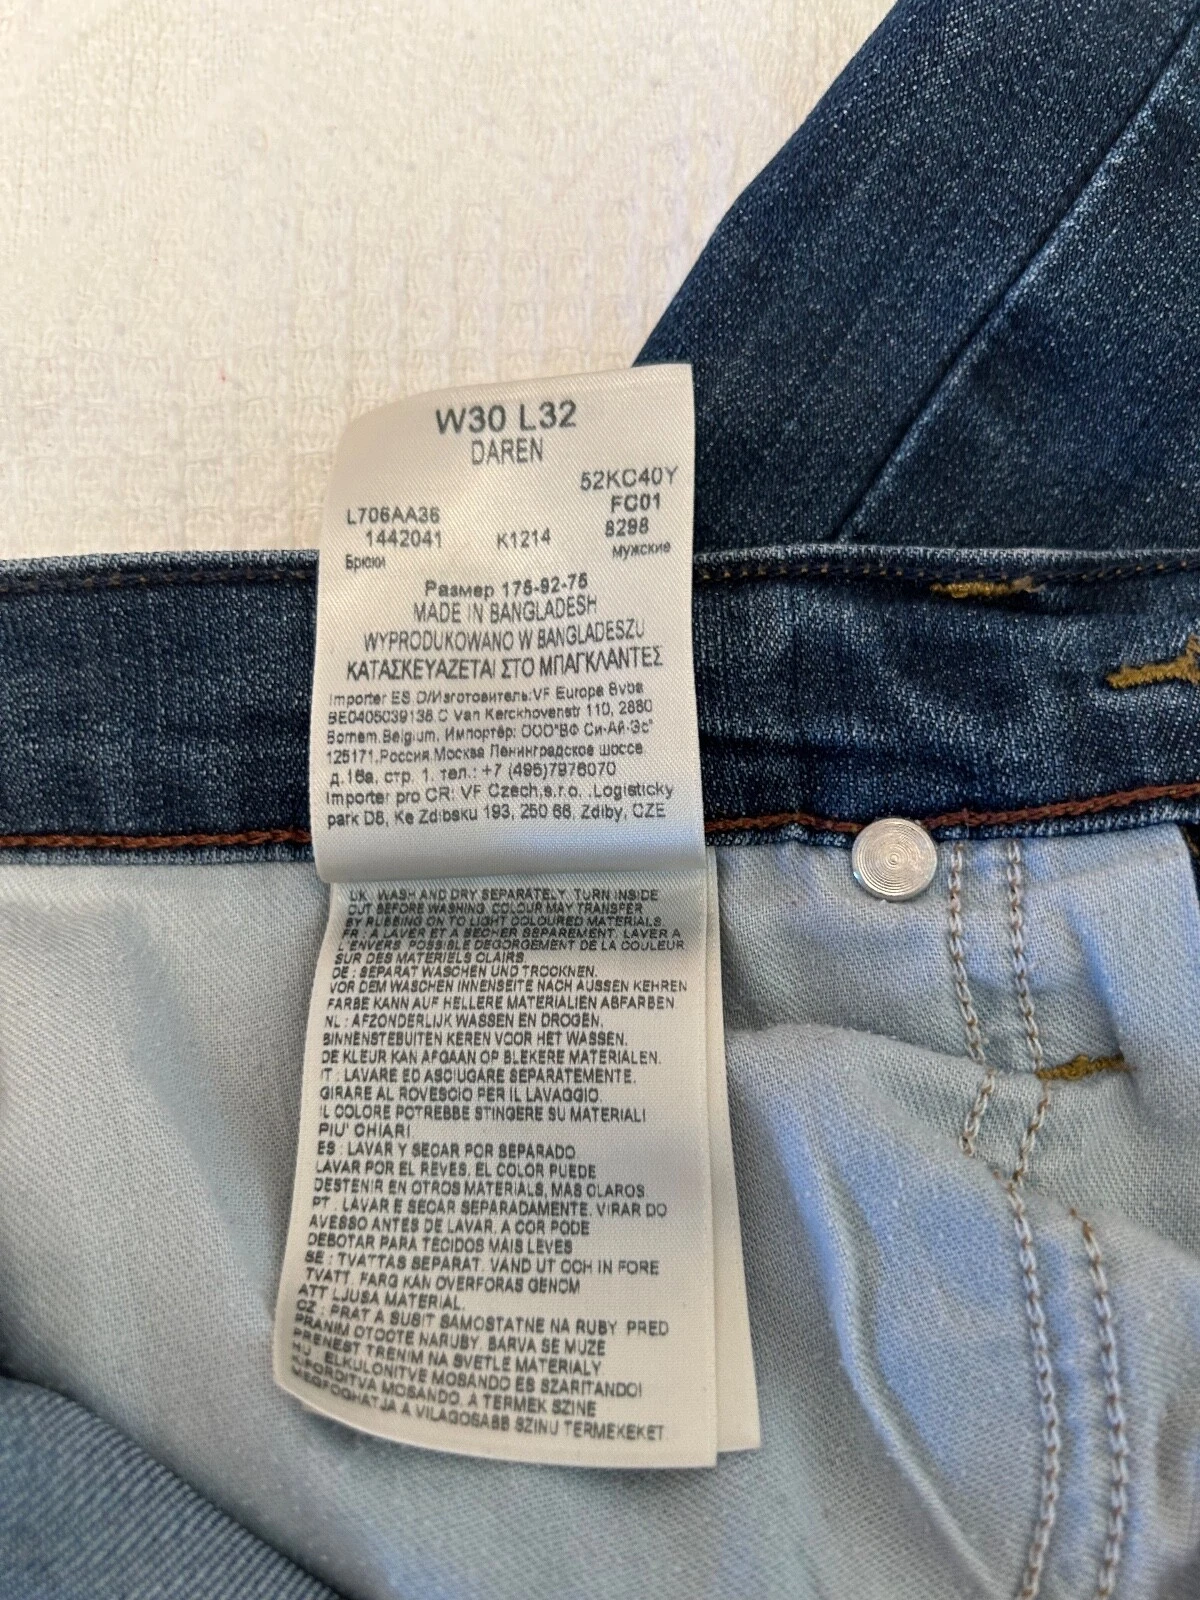 W30 L32
DAREN
52KC40Y
L706AA36 FC01
1442041 K1214 8298
Брюки мужские
Размер 175-92-76
MADE IN BANGLADESH
WYPRODUKOWANO W BANGLADESZU
ΚΑΤΑΣΚΕΥΑΖΕΤΑΙ ΣΤΟ ΜΠΑΓΚΛΑΝΤΕΣ
Importer ES D/Изготовитель:VF Europe Bvba
BE0405039138.C Van Kerckhovenstr 110, 2880
Bornem.Belgium, Импортёр: ООО"ВФ Си-Ай-Эс"
125171,Россия,Москва Ленинградское шоссе
д.16а, стр. 1. тел.: +7 (495)7976070
Importer pro CR: VF Czech,s.r.o. .Logisticky
park D8, Ke Zdibsku 193, 250 66, Zdiby, CZE
UK WASH AND DRY SEPARATELY TURN INSIDE
OUT BEFORE WASHING. COLOUR MAY TRANSFER
BY RUBBING ON TO LIGHT COLOURED MATERIALS
FR : A LAVER ET A SECHER SEPAREMENT. LAVER A
L'ENVERS. POSSIBLE DEGORGEMENT DE LA COULEUR
SUR DES MATERIELS CLAIRS
DE : SEPARAT WASCHEN UND TROCKNEN.
VOR DEM WASCHEN INNENSEITE NACH AUSSEN KEHREN
FARBE KANN AUF HELLERE MATERIALIEN ABFARBEN
NL : AFZONDERLIJK WASSEN EN DROGEN.
BINNENSTEBUITEN KEREN VOOR HET WASSEN.
DE KLEUR KAN AFGAAN OP BLEKERE MATERIALEN.
IT : LAVARE ED ASCIUGARE SEPARATEMENTE.
GIRARE AL ROVESCIO PER IL LAVAGGIO.
IL COLORE POTREBBE STINGERE SU MATERIALI
PIU' CHIARI
ES : LAVAR Y SECAR POR SEPARADO
LAVAR POR EL REVES, EL COLOR PUEDE
DESTENIR EN OTROS MATERIALS, MAS CLAROS
PT . LAVAR E SECAR SEPARADAMENTE. VIRAR DO
AVESSO ANTES DE LAVAR. A COR PODE
DEBOTAR PARA TECIDOS MAIS LEVES
SE : TVATTAS SEPARAT. VAND UT OCH IN FORE
TVATT. FARG KAN OVERFORAS GENOM
ATT LJUSA MATERIAL.
CZ : PRAT A SUSIT SAMOSTATNE NA RUBY PRED
PRANIM OTOCTE NARUBY. BARVA SE MUZE
PRENEST TRENIM NA SVETLE MATERIALY
HU : ELKULONITVE MOSANDO ES SZARITANDO!
KIFORDITVA MOSANDO. A TERMEK SZINE
MEGFOGHATJA A VILAGOSABB SZINU TERMEKEKET